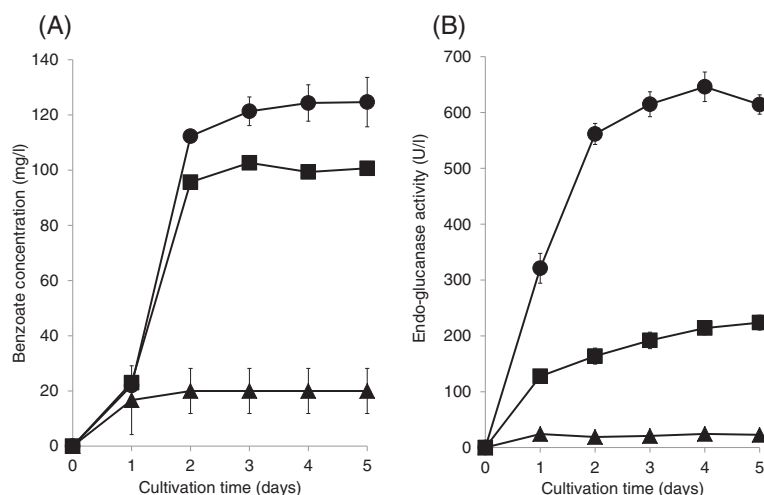 (A)
Benzoate concentration (mg/l)
140
120
100
80
60
40
20
0
0 1 2 3 4 5
Cultivation time (days)
(B)
Endo-glucanase activity (U/l)
700
600
500
400
300
200
100
0
0 1 2 3 4 5
Cultivation time (days)